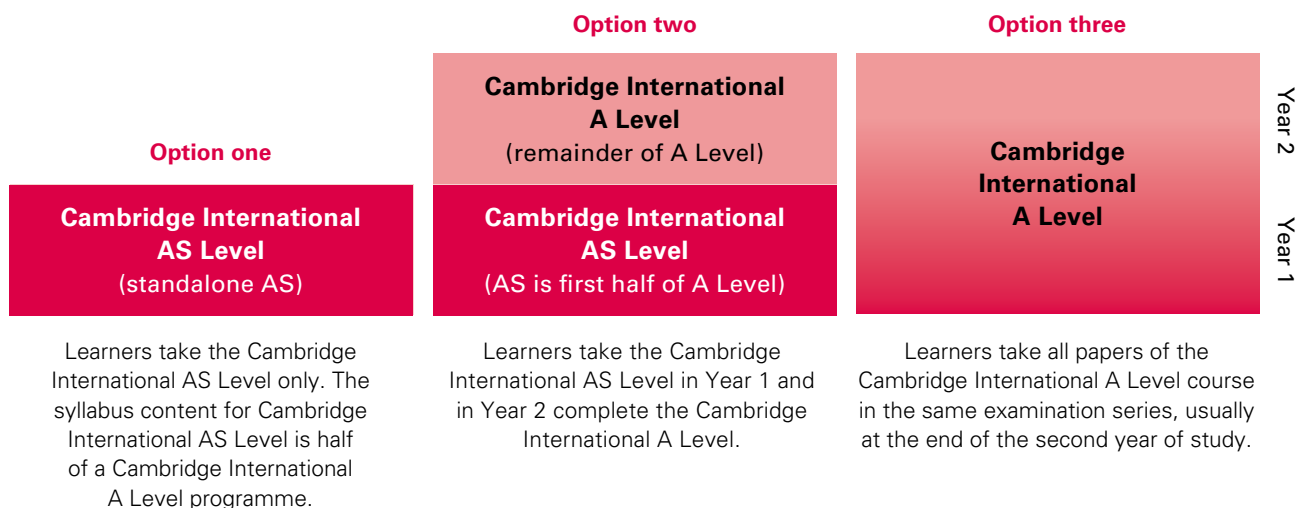 Option one
Cambridge International
AS Level
(standalone AS)
Learners take the Cambridge
International AS Level only. The
syllabus content for Cambridge
International AS Level is half
of a Cambridge International
A Level programme.
Option two
Cambridge International
A Level
(remainder of A Level)
Cambridge International
AS Level
(AS is first half of A Level)
Learners take the Cambridge
International AS Level in Year 1 and
in Year 2 complete the Cambridge
International A Level.
Option three
Cambridge
International
A Level
Learners take all papers of the
Cambridge International A Level course
in the same examination series, usually
at the end of the second year of study.
Year 2
Year 1